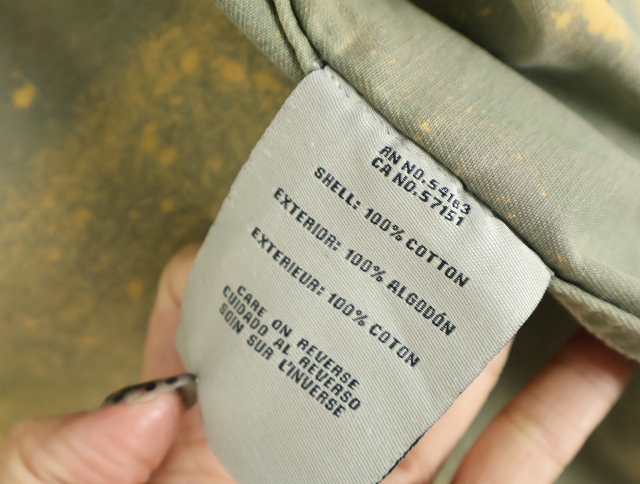 RN NO. 54163
CA NO. 57151
SHELL: 100% COTTON
EXTERIOR: 100% ALGODÓN
EXTERIEUR: 100% COTON
CARE ON REVERSE
CUIDADO AL REVERSO
SOIN SUR L'INVERSE